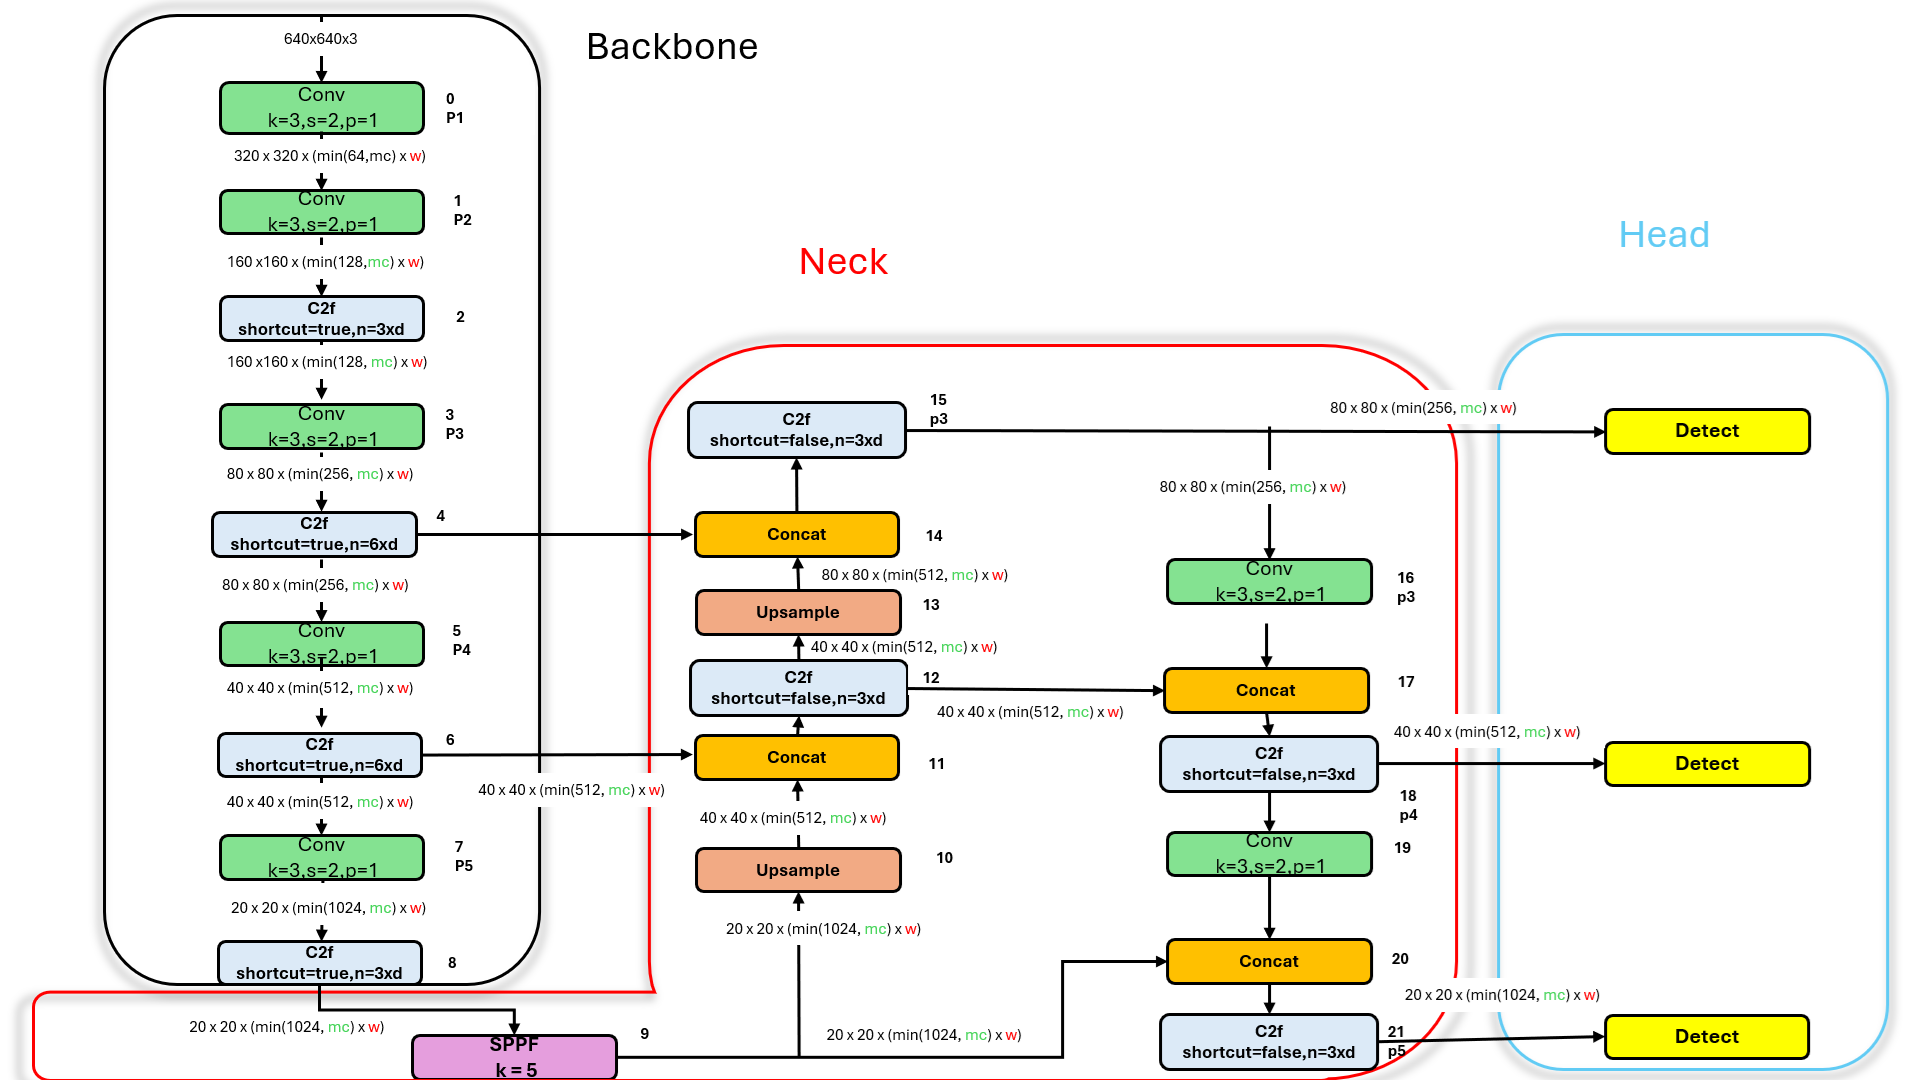 Backbone
640x640x3
Conv
k=3,s=2,p=1
0
P1
320 x 320 x (min(64,mc) x w)
Conv
k=3,s=2,p=1
1
P2
160 x160 x (min(128,mc) x w)
C2f
shortcut=true,n=3xd
2
160 x160 x (min(128, mc) x w)
Conv
k=3,s=2,p=1
3
P3
80 x 80 x (min(256, mc) x w)
C2f
shortcut=true,n=6xd
4
80 x 80 x (min(256, mc) x w)
Conv
k=3,s=2,p=1
5
P4
40 x 40 x (min(512, mc) x w)
C2f
shortcut=true,n=6xd
6
40 x 40 x (min(512, mc) x w)
40 x 40 x (min(512, mc) x w)
Conv
k=3,s=2,p=1
7
P5
20 x 20 x (min(1024, mc) x w)
C2f
shortcut=true,n=3xd
8
20 x 20 x (min(1024, mc) x w)
SPPF
k = 5
9
Neck
C2f
shortcut=false,n=3xd
15
p3
Concat
14
80 x 80 x (min(512, mc) x w)
Upsample
13
40 x 40 x (min(512, mc) x w)
C2f
shortcut=false,n=3xd
12
40 x 40 x (min(512, mc) x w)
Concat
11
40 x 40 x (min(512, mc) x w)
Upsample
10
20 x 20 x (min(1024, mc) x w)
20 x 20 x (min(1024, mc) x w)
80 x 80 x (min(256, mc) x w)
80 x 80 x (min(256, mc) x w)
Conv
k=3,s=2,p=1
16
p3
Concat
17
40 x 40 x (min(512, mc) x w)
C2f
shortcut=false,n=3xd
18
p4
Conv
k=3,s=2,p=1
19
Concat
20
20 x 20 x (min(1024, mc) x w)
C2f
shortcut=false,n=3xd
21
p5
Head
Detect
Detect
Detect